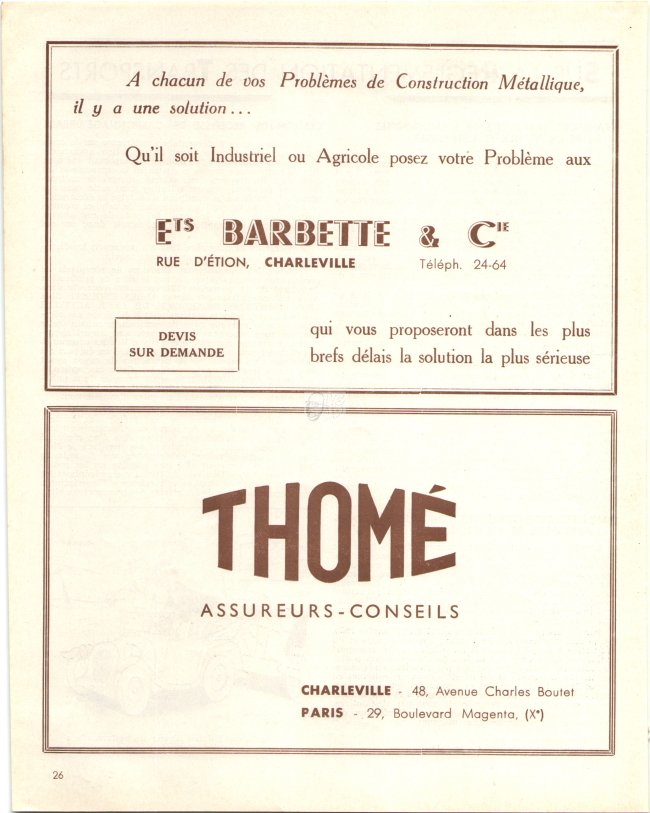 A chacun de vos Problèmes de Construction Métallique,
il y a une solution...
Qu'il soit Industriel ou Agricole posez votre Problème aux
ETS BARBETTE & CIE
RUE D'ÉTION, CHARLEVILLE Téléph. 24-64
DEVIS
SUR DEMANDE
qui vous proposeront dans les plus
brefs délais la solution la plus sérieuse
THOMÉ
ASSUREURS-CONSEILS
CHARLEVILLE - 48, Avenue Charles Boutet
PARIS - 29, Boulevard Magenta, (Xe)
26